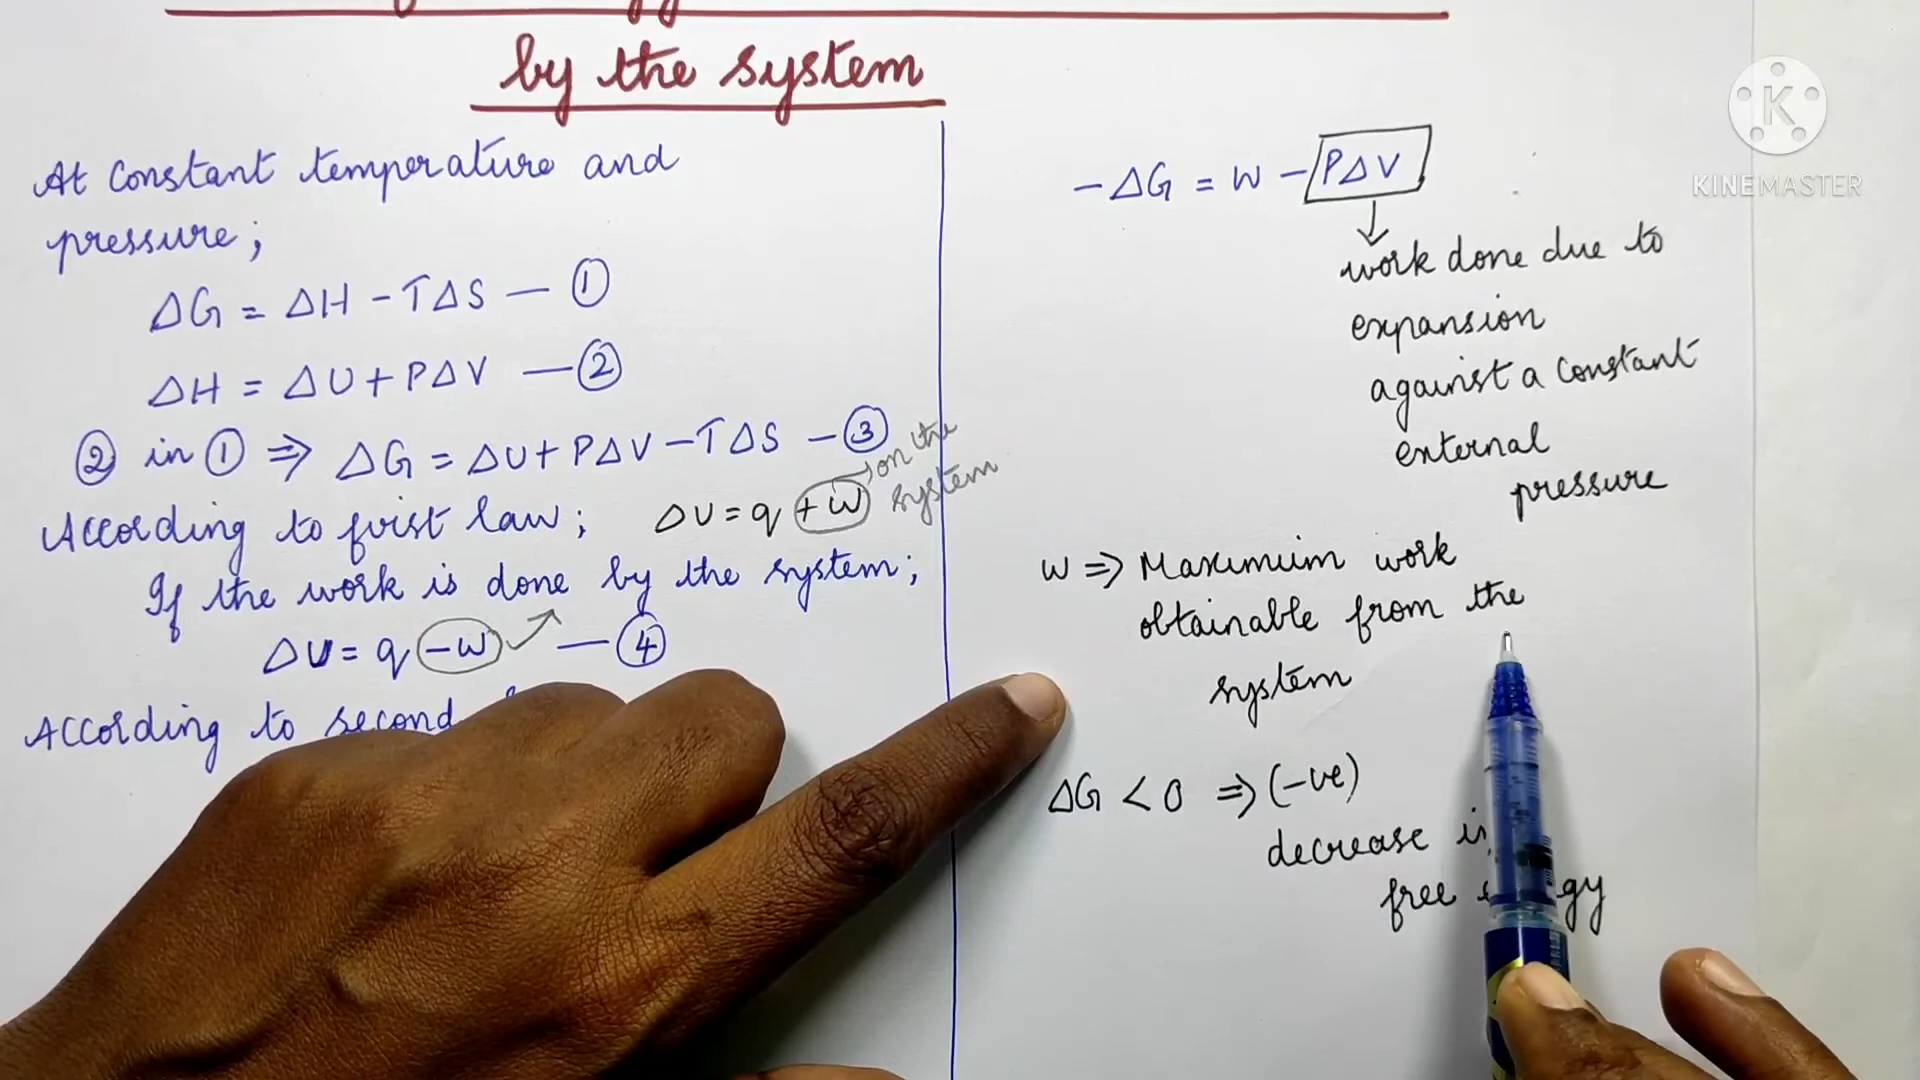 by the system
At Constant temperature and
pressure;
ΔG = ΔH - TΔS — ①
ΔH = ΔU + PΔV — ②
② in ① ⇒ ΔG = ΔU + PΔV - TΔS — ③
According to first law; ΔU = q +w → on the
system
If the work is done by the system;
ΔU = q -w — ④
According to second
-ΔG = w - PΔV
work done due to
expansion
against a constant
external
pressure
w ⇒ Maximum work
obtainable from the
system
ΔG < 0 ⇒ (-ve)
decrease
free
K
KINEMASTER